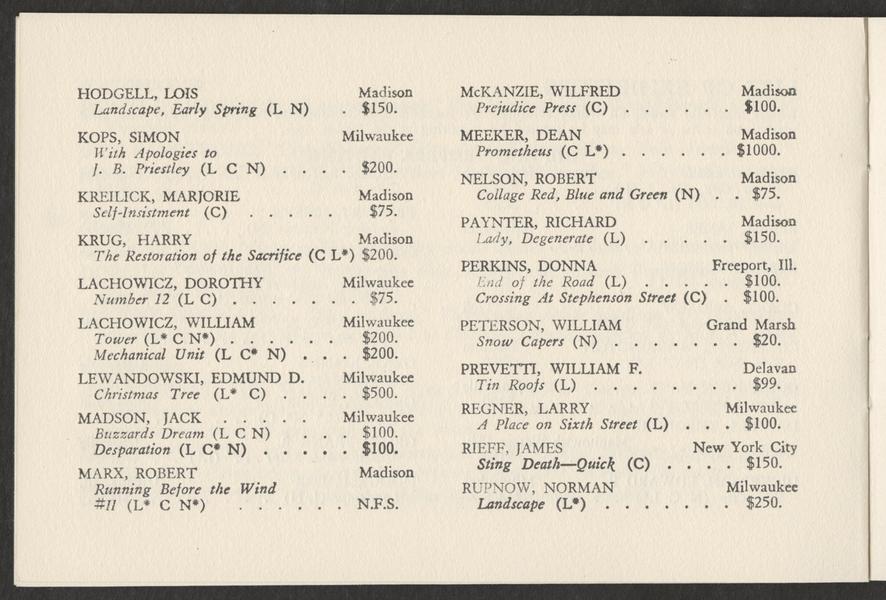 HODGELL, LOIS Madison
Landscape, Early Spring (L N) . $150.
KOPS, SIMON Milwaukee
With Apologies to
J. B. Priestley (L C N) . . . . $200.
KREILICK, MARJORIE Madison
Self-Insistment (C) . . . . . $75.
KRUG, HARRY Madison
The Restoration of the Sacrifice (C L*) $200.
LACHOWICZ, DOROTHY Milwaukee
Number 12 (L C) . . . . . . . $75.
LACHOWICZ, WILLIAM Milwaukee
Tower (L* C N*) . . . . . . $200.
Mechanical Unit (L C* N) . . . $200.
LEWANDOWSKI, EDMUND D. Milwaukee
Christmas Tree (L* C) . . . . $500.
MADSON, JACK . . . . . Milwaukee
Buzzards Dream (L C N) . . . $100.
Desparation (L C* N) . . . . . $100.
MARX, ROBERT Madison
Running Before the Wind
#II (L* C N*) . . . . . . N.F.S.
McKANZIE, WILFRED Madison
Prejudice Press (C) . . . . . . $100.
MEEKER, DEAN Madison
Prometheus (C L*) . . . . . . $1000.
NELSON, ROBERT Madison
Collage Red, Blue and Green (N) . . $75.
PAYNTER, RICHARD Madison
Lady, Degenerate (L) . . . . . $150.
PERKINS, DONNA Freeport, Ill.
End of the Road (L) . . . . . $100.
Crossing At Stephenson Street (C) . $100.
PETERSON, WILLIAM Grand Marsh
Snow Capers (N) . . . . . . . $20.
PREVETTI, WILLIAM F. Delavan
Tin Roofs (L) . . . . . . . . $99.
REGNER, LARRY Milwaukee
A Place on Sixth Street (L) . . . $100.
RIEFF, JAMES New York City
Sting Death—Quick (C) . . . . $150.
RUPNOW, NORMAN Milwaukee
Landscape (L*) . . . . . . . $250.